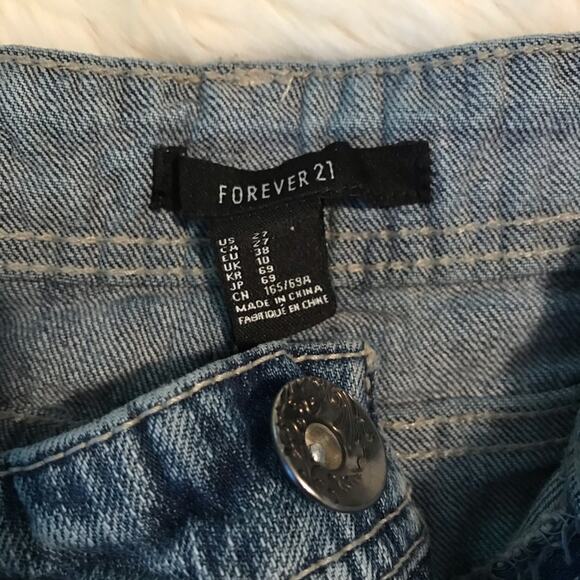 FOREVER 21
US 27
CA 27
EU 38
UK 10
KR 69
JP 69
CN 165/69A
MADE IN CHINA
FABRIQUÉ EN CHINE